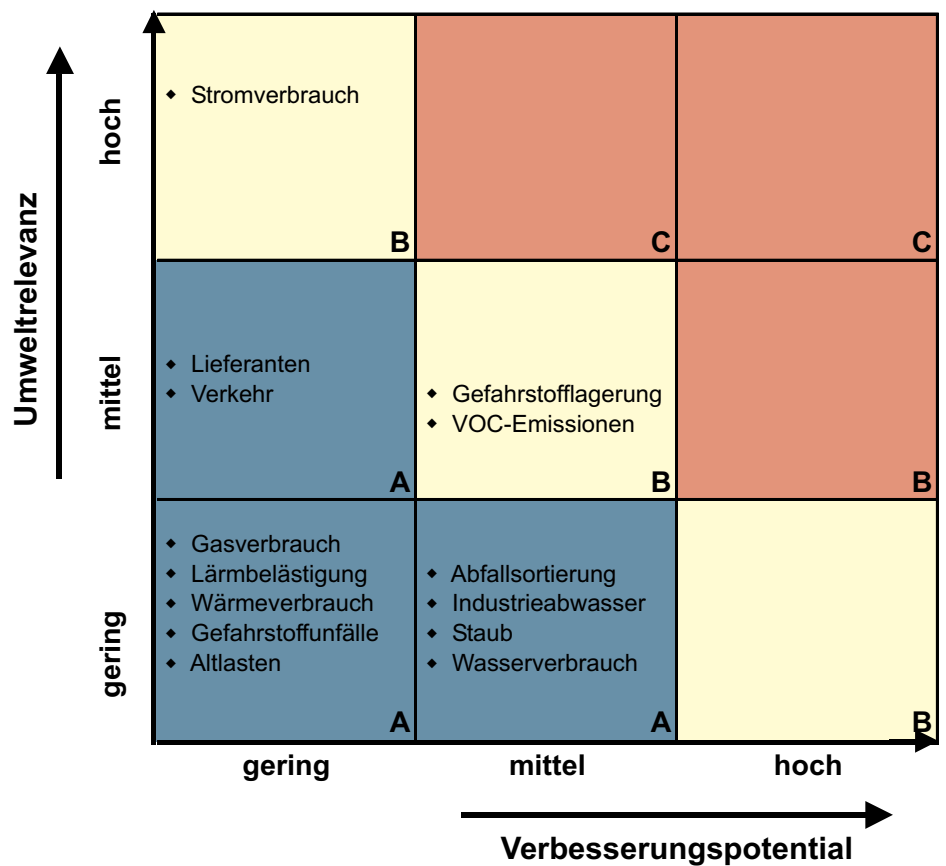 Umweltrelevanz
hoch
Stromverbrauch
B
C
C
mittel
Lieferanten
Verkehr
A
Gefahrstofflagerung
VOC-Emissionen
B
B
gering
Gasverbrauch
Lärmbelästigung
Wärmeverbrauch
Gefahrstoffunfälle
Altlasten
A
Abfallsortierung
Industrieabwasser
Staub
Wasserverbrauch
A
B
gering
mittel
hoch
Verbesserungspotential